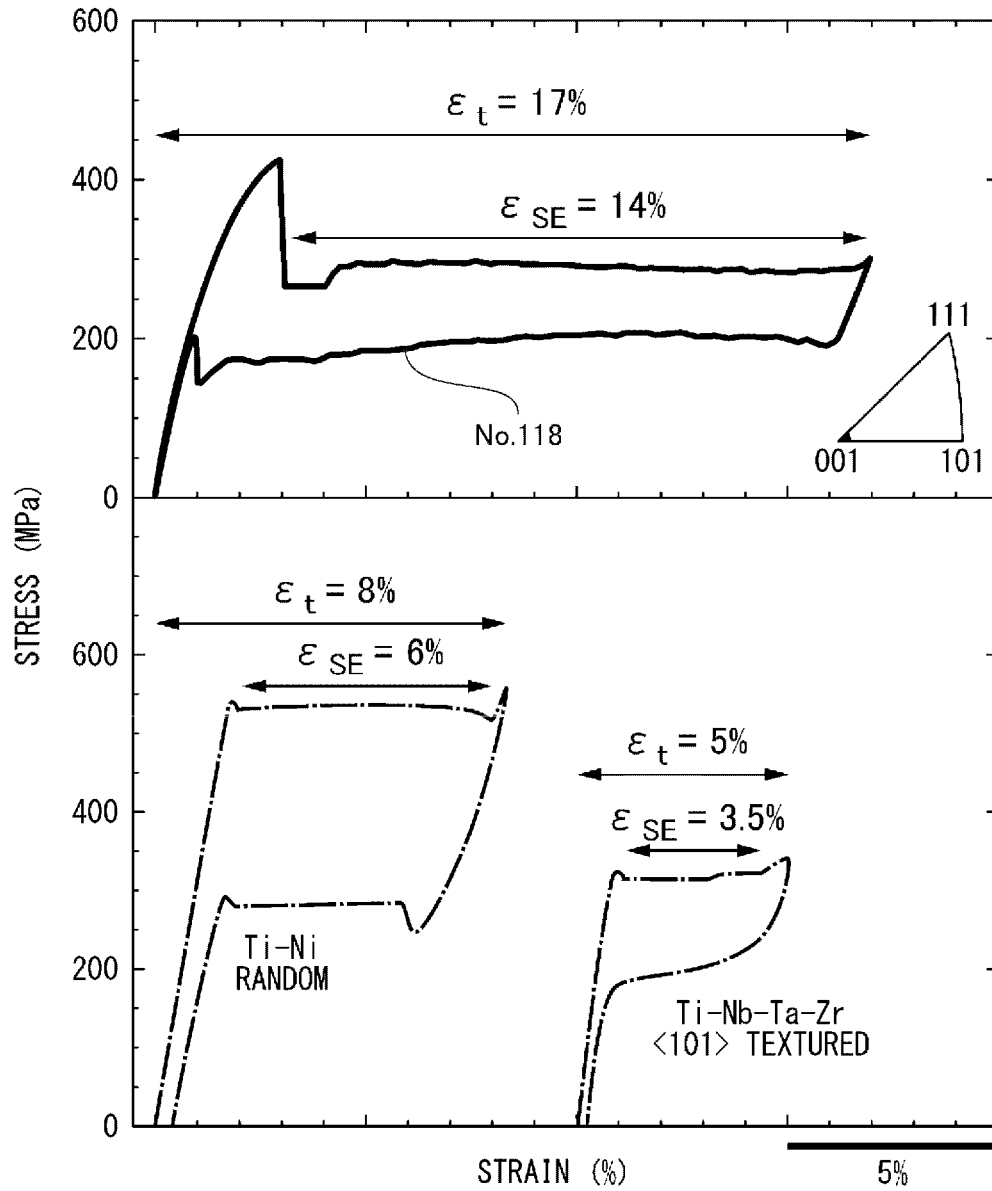 600
ε t = 17%
400
ε SE = 14%
200
111
No.118
001 101
0
STRESS (MPa)
ε t = 8%
600
ε SE = 6%
ε t = 5%
400
ε SE = 3.5%
Ti-Ni
RANDOM
200
Ti-Nb-Ta-Zr
<101> TEXTURED
0
STRAIN (%)
5%